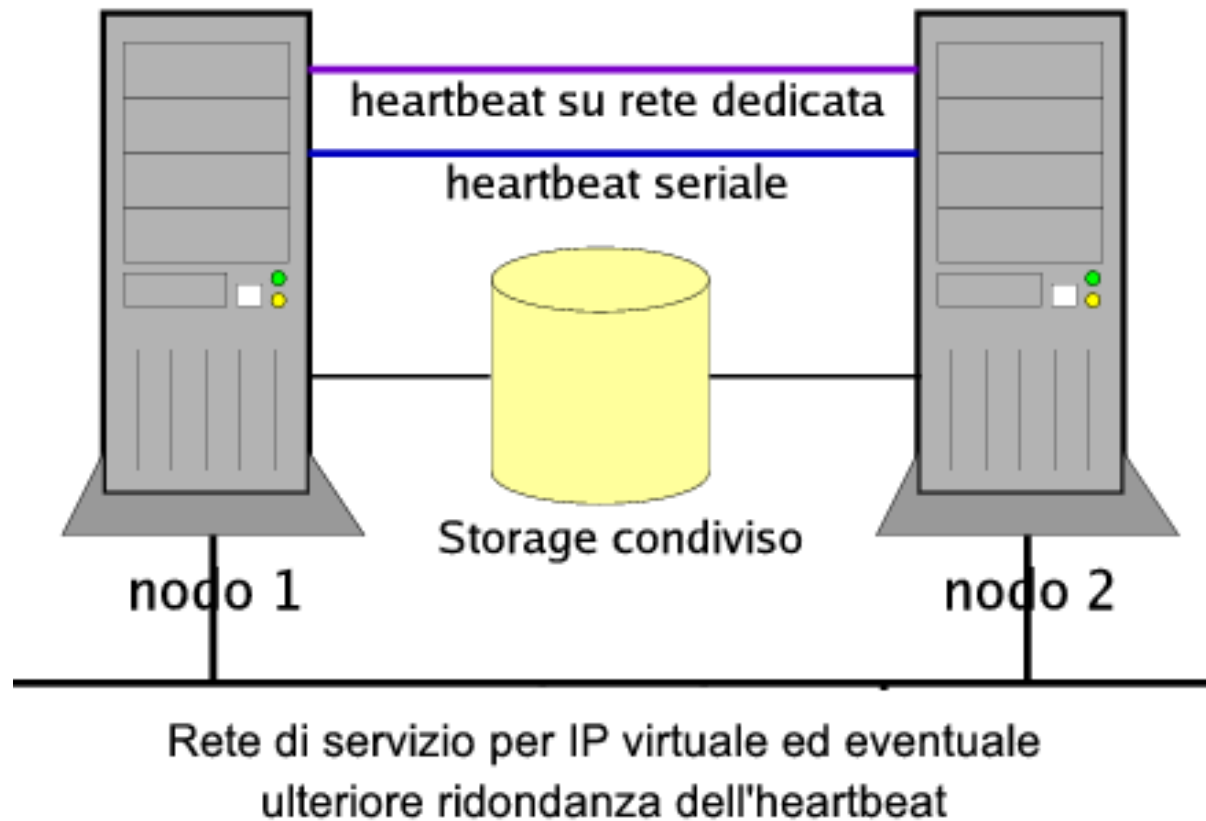 heartbeat su rete dedicata
heartbeat seriale
Storage condiviso
nodo 1
nodo 2
Rete di servizio per IP virtuale ed eventuale
ulteriore ridondanza dell'heartbeat